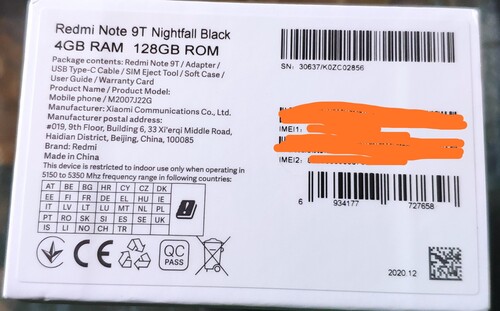 Redmi Note 9T Nightfall Black
4GB RAM 128GB ROM
Package contents: Redmi Note 9T / Adapter /
USB Type-C Cable / SIM Eject Tool / Soft Case /
User Guide / Warranty Card
Product Name / Product Model:
Mobile phone / M2007J22G
Manufacturer: Xiaomi Communications Co., Ltd.
Manufacturer postal address:
#019, 9th Floor, Building 6, 33 Xi'erqi Middle Road,
Haidian District, Beijing, China, 100085
Brand: Redmi
Made in China
This device is restricted to indoor use only when operating in
5150 to 5350 Mhz frequency range in following countries:
AT BE BG HR CY CZ DK
EE FI FR DE EL HU IE
IT LV LT LU MT NL PL
PT RO SK SI ES SE UK
IS LI NO CH TR
CE
QC
PASS
SN: 30637/K0ZC02856
IMEI1:
IMEI2:
6 934177 727658
2020.12